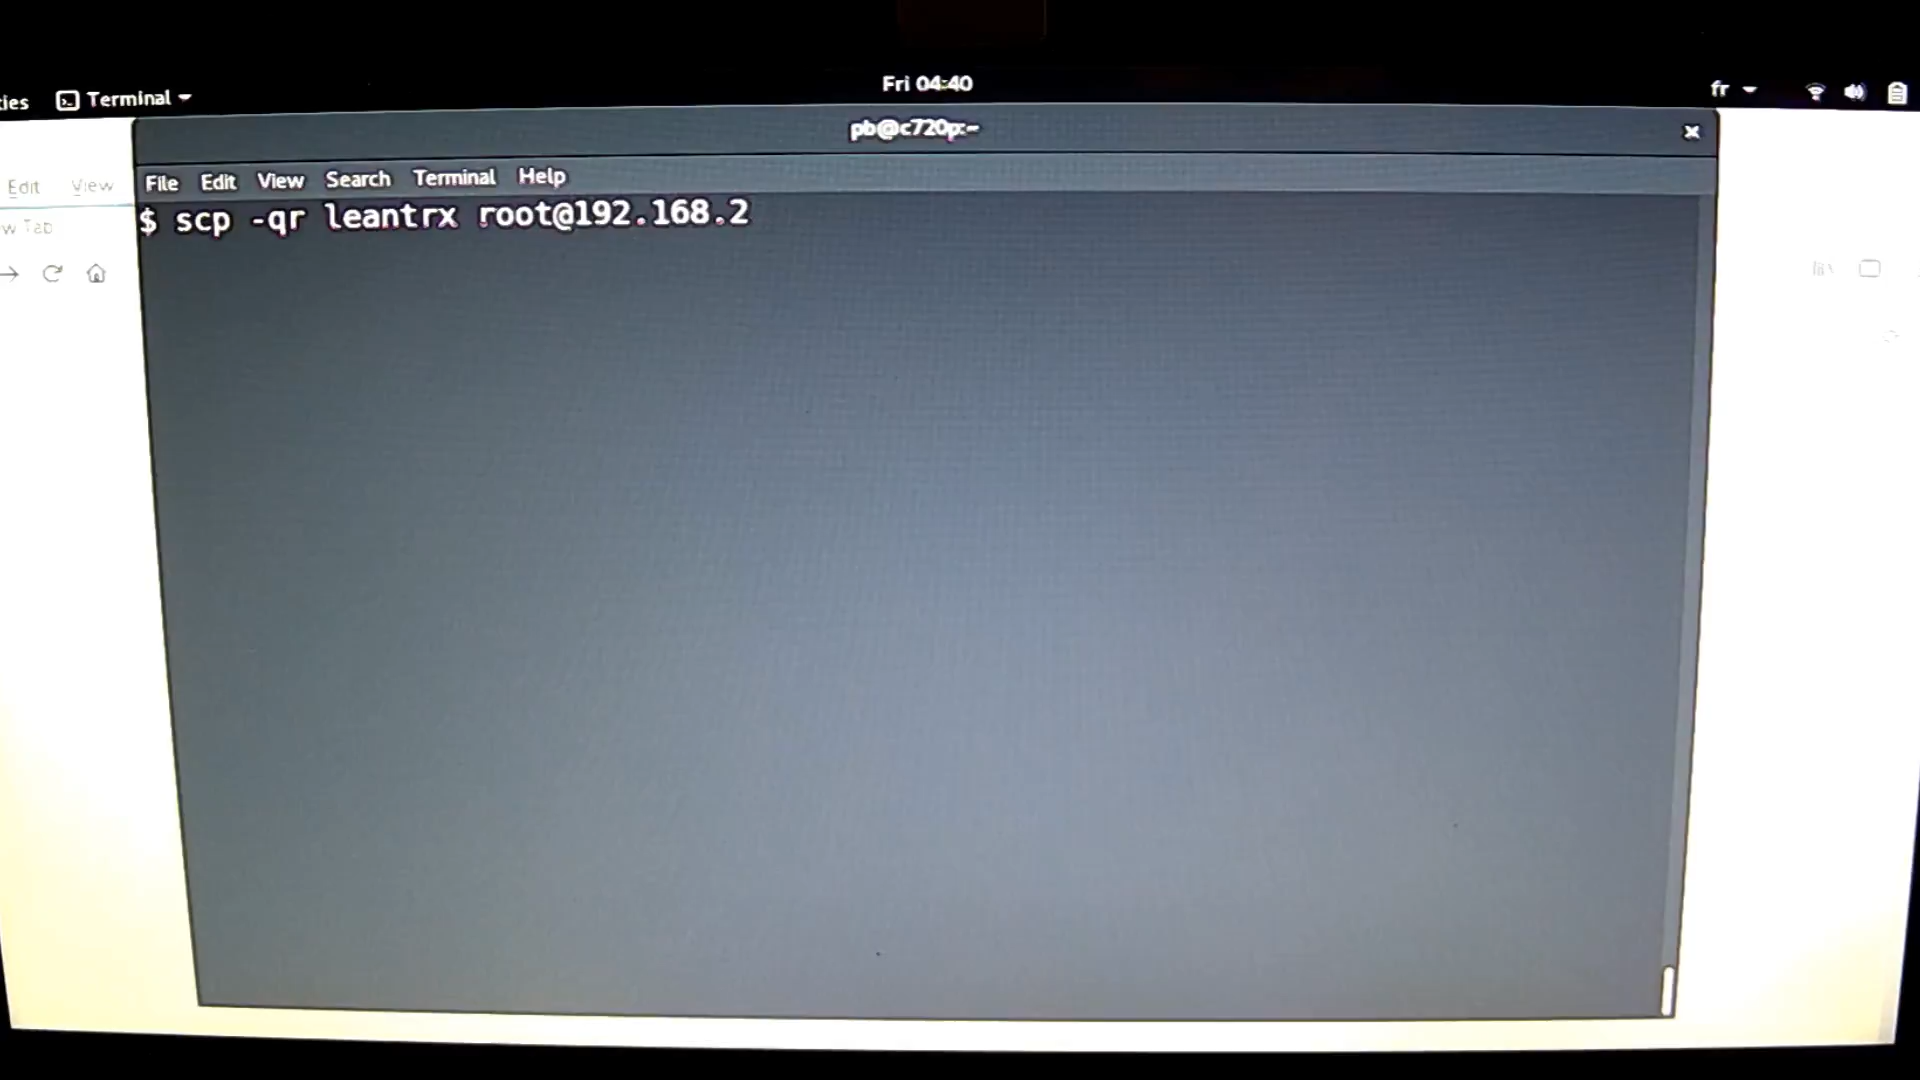 Terminal
Fri 04:40
fr
pb@c720p:~
Edit View
File Edit View Search Terminal Help
$ scp -qr leantrx root@192.168.2